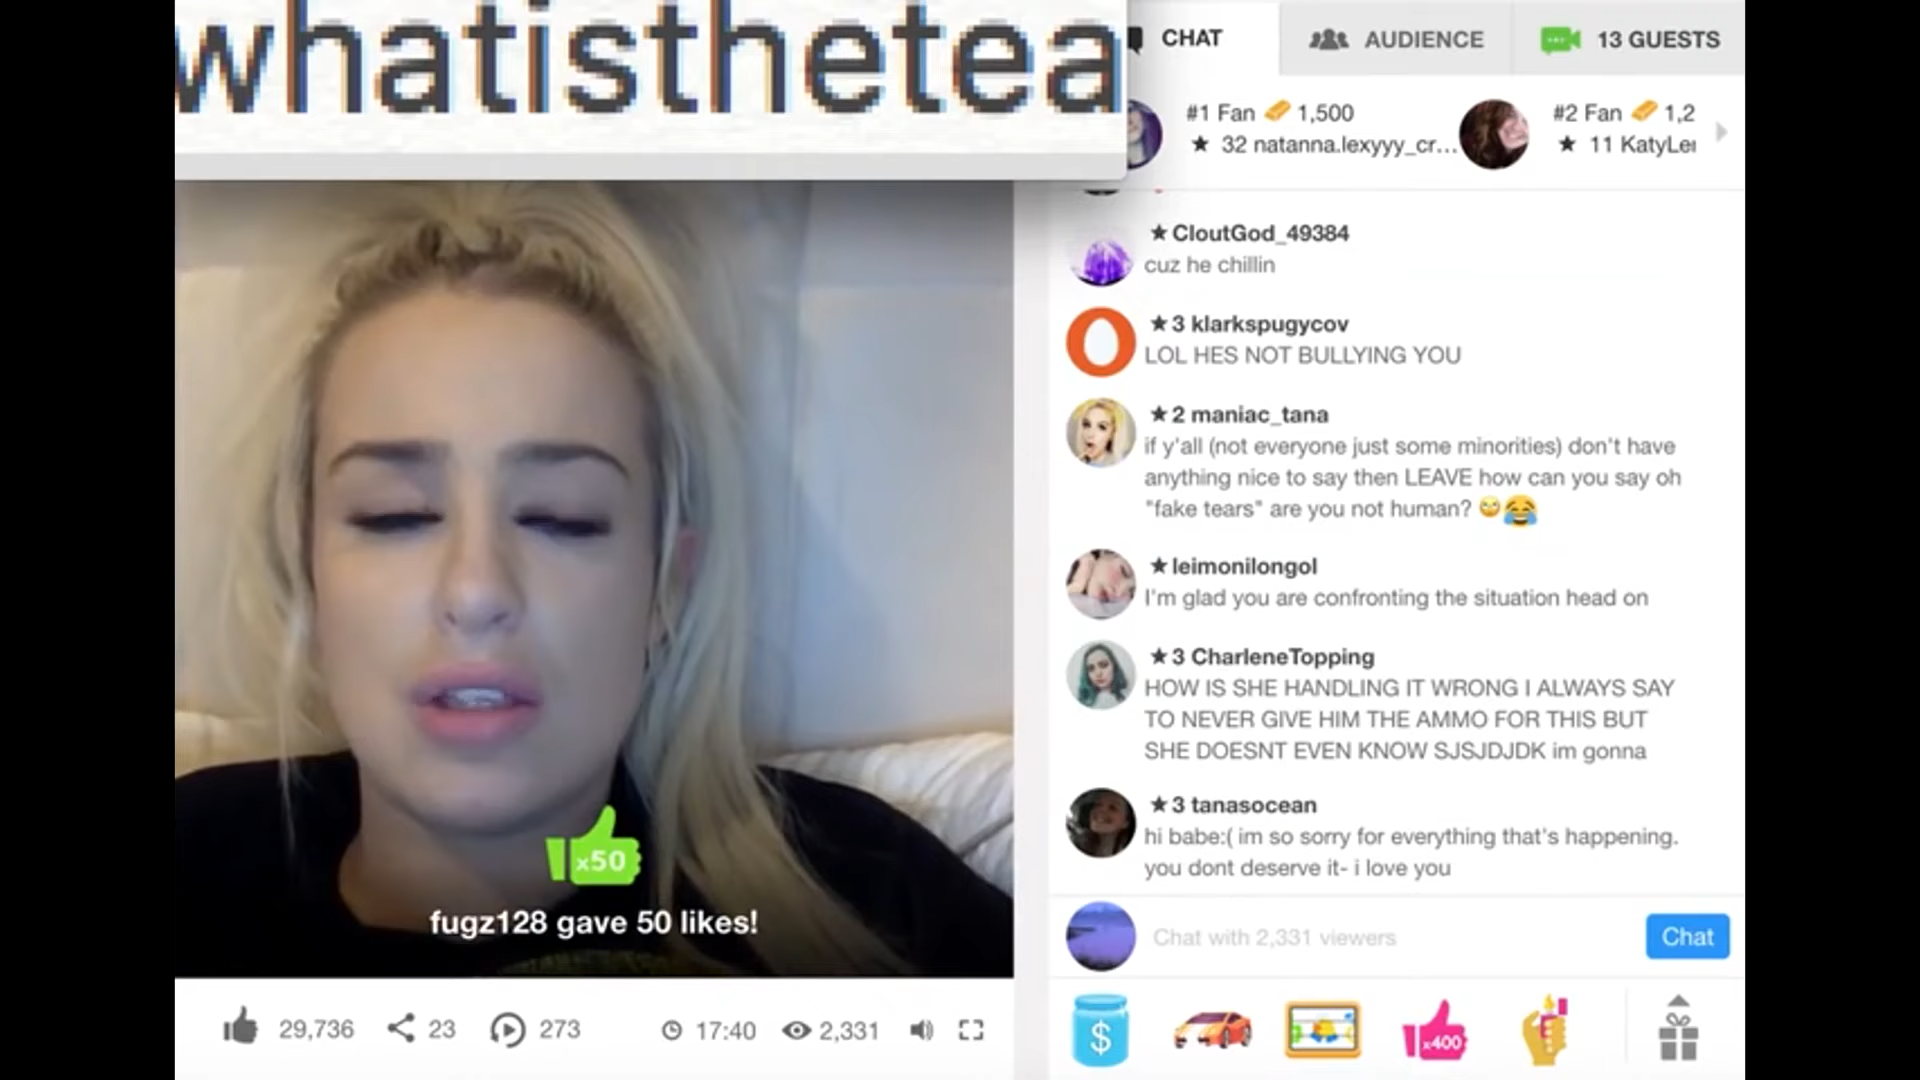 whatisthetea
CHAT
AUDIENCE
13 GUESTS
#1 Fan 1,500
★ 32 natanna.lexyyy_cr...
#2 Fan 1,2
★ 11 KatyLe
★ CloutGod_49384
cuz he chillin
★ 3 klarkspugycov
LOL HES NOT BULLYING YOU
★ 2 maniac_tana
if y'all (not everyone just some minorities) don't have
anything nice to say then LEAVE how can you say oh
"fake tears" are you not human? 🙄😂
★ leimonilongol
I'm glad you are confronting the situation head on
★ 3 CharleneTopping
HOW IS SHE HANDLING IT WRONG I ALWAYS SAY
TO NEVER GIVE HIM THE AMMO FOR THIS BUT
SHE DOESNT EVEN KNOW SJSJDJDK im gonna
★ 3 tanasocean
hi babe:( im so sorry for everything that's happening.
you dont deserve it- i love you
x50
fugz128 gave 50 likes!
Chat with 2,331 viewers
Chat
29,736
23
273
17:40
2,331
$
x400